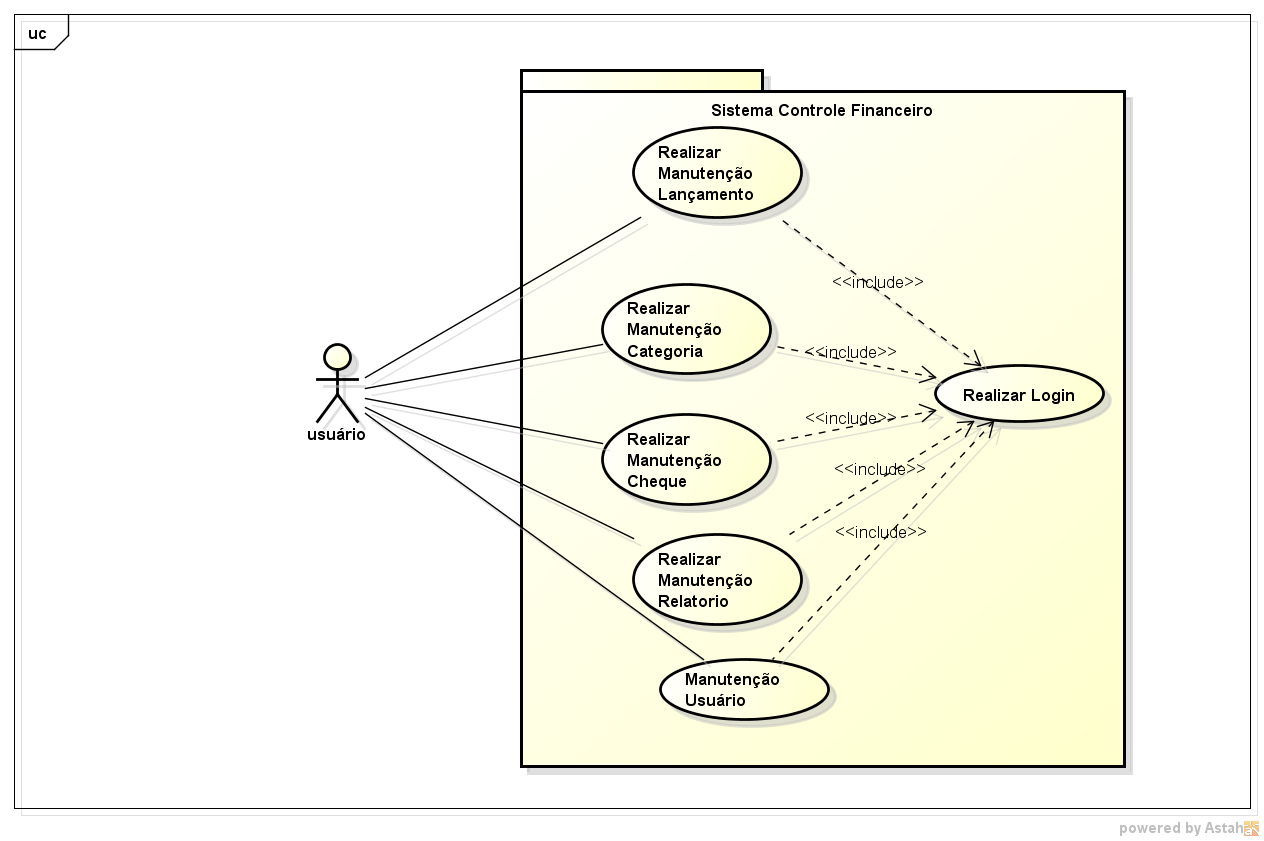 uc
Sistema Controle Financeiro
Realizar
Manutenção
Lançamento
<<include>>
Realizar
Manutenção
Categoria
<<include>>
Realizar Login
usuário
Realizar
Manutenção
Cheque
<<include>>
<<include>>
Realizar
Manutenção
Relatorio
<<include>>
Manutenção
Usuário
powered by Astah